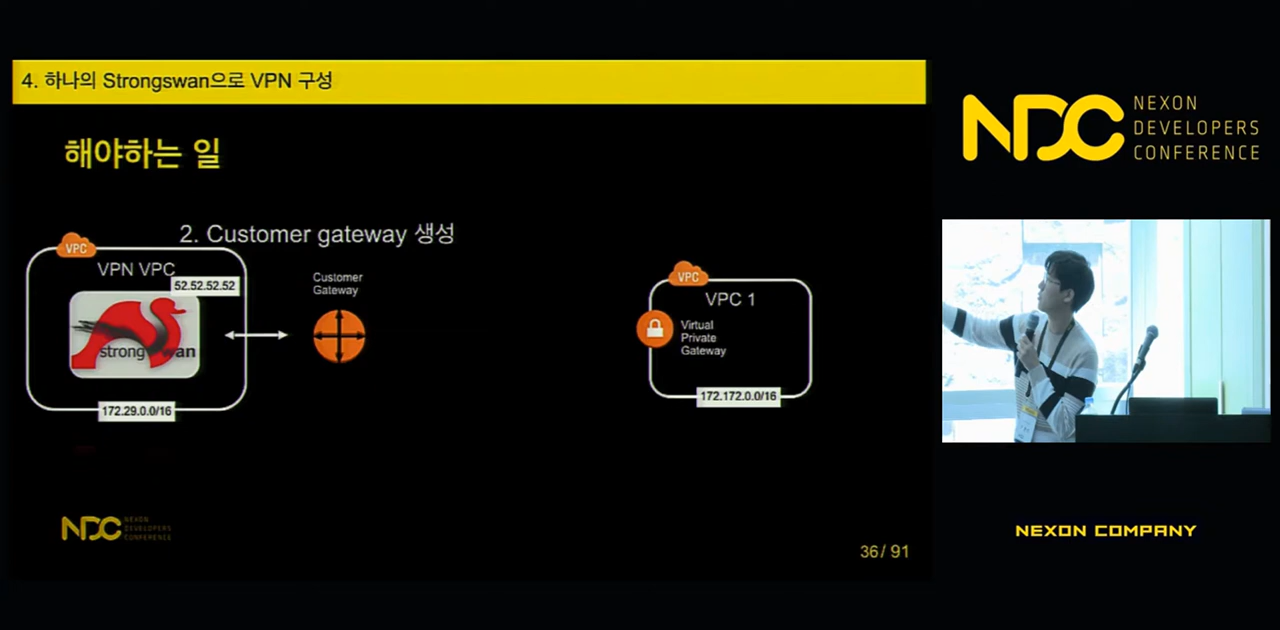 4. 하나의 Strongswan으로 VPN 구성
해야하는 일
2. Customer gateway 생성
VPC
VPN VPC
52.52.52.52
strongswan
172.29.0.0/16
Customer
Gateway
VPC
VPC 1
Virtual
Private
Gateway
172.172.0.0/16
NDC
NEXON
DEVELOPERS
CONFERENCE
36 / 91
NDC
NEXON
DEVELOPERS
CONFERENCE
NEXON COMPANY